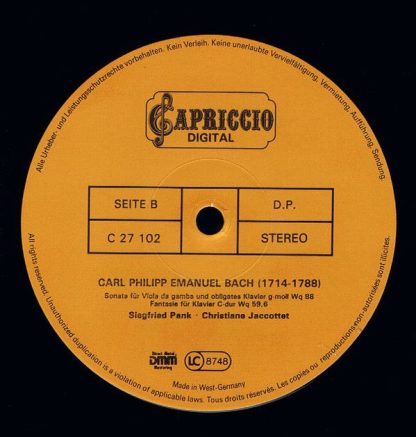 Alle Urheber- und Leistungsschutzrechte vorbehalten. Kein Verleih. Keine unerlaubte Vervielfältigung, Vermietung, Aufführung, Sendung.
CAPRICCIO
DIGITAL
SEITE B
D.P.
C 27 102
STEREO
CARL PHILIPP EMANUEL BACH (1714-1788)
Sonate für Viola da gamba und obligates Klavier g-moll Wq 88
Fantasie für Klavier C-dur Wq 59.6
Siegfried Pank · Christiane Jaccottet
Direct Metal
DMM
Mastering
LC 8748
Made in West-Germany
All rights reserved. Unauthorized duplication is a violation of applicable laws. Tous droits réservés. Les copies ou reproductions non-autorisées sont illicites.